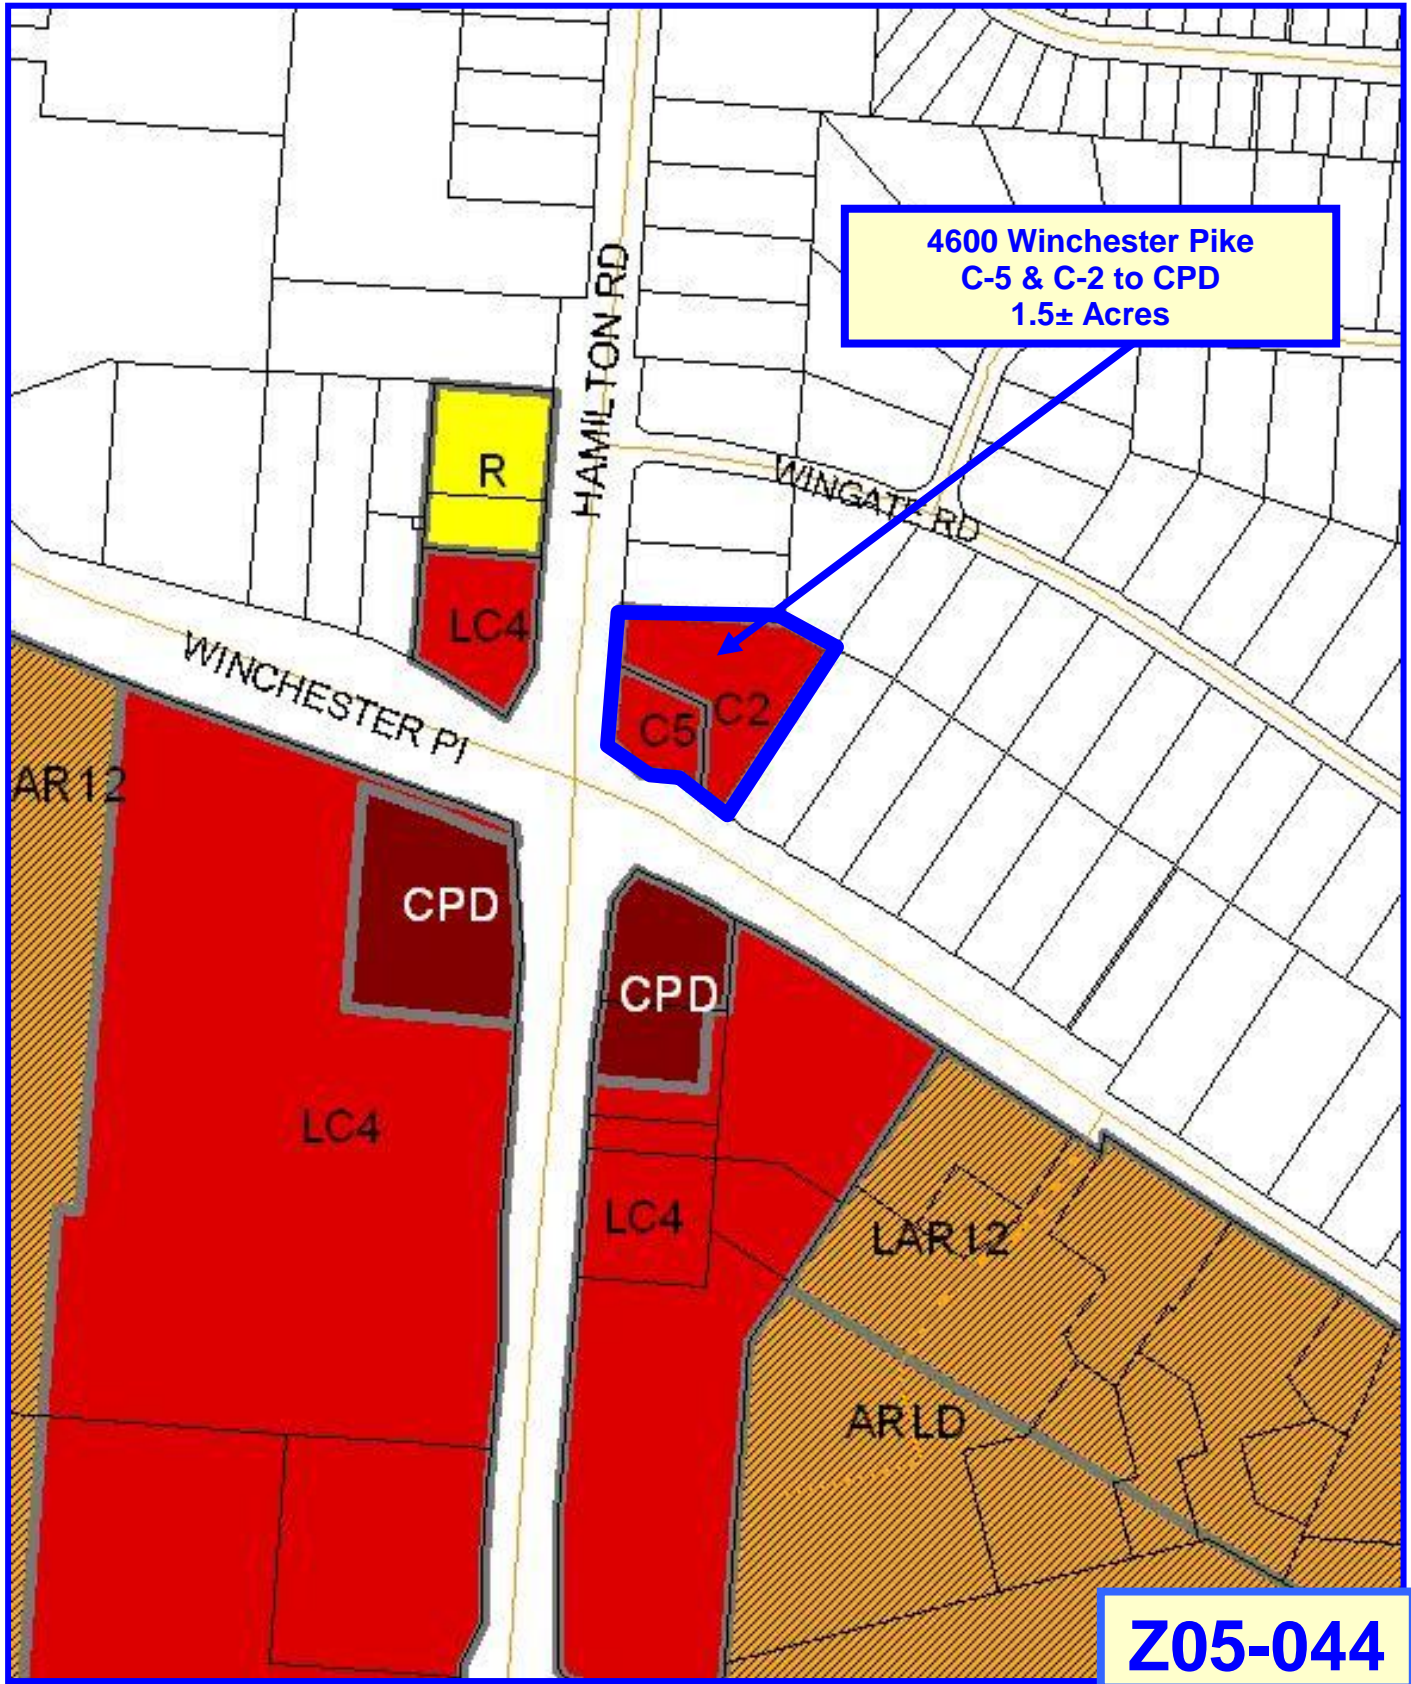 4600 Winchester Pike
C-5 & C-2 to CPD
1.5± Acres
HAMILTON RD
R
WINGATE RD
LC4
WINCHESTER PI
C2
C5
AR12
CPD
CPD
LC4
LC4
LAR12
ARLD
Z05-044